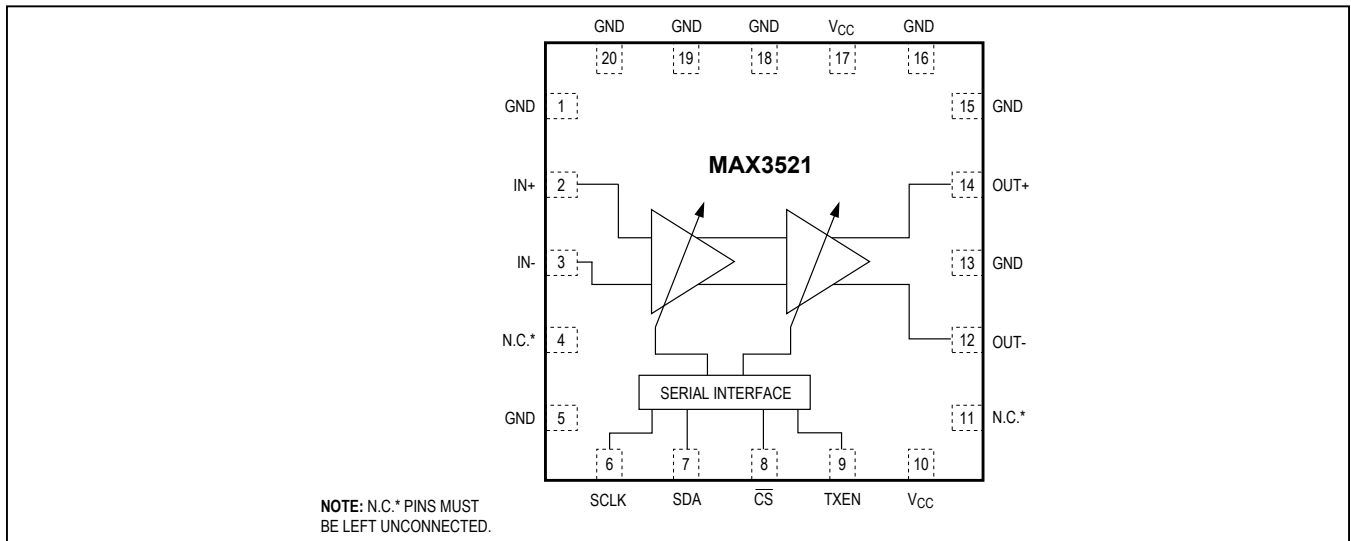 GND GND GND VCC GND
20 19 18 17 16
GND 1 15 GND
MAX3521
IN+ 2 14 OUT+
IN- 3 13 GND
N.C.* 4 12 OUT-
SERIAL INTERFACE
GND 5 11 N.C.*
6 7 8 9 10
SCLK SDA C̅S̅ TXEN VCC
NOTE: N.C.* PINS MUST
BE LEFT UNCONNECTED.